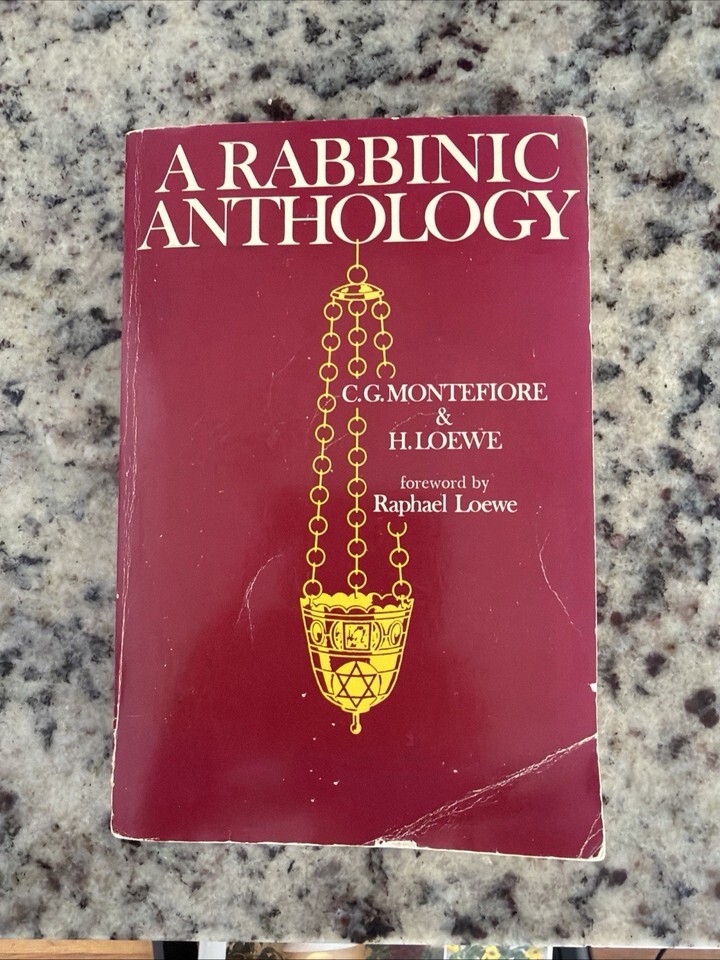 A RABBINIC
ANTHOLOGY
C.G. MONTEFIORE
&
H. LOEWE
foreword by
Raphael Loewe